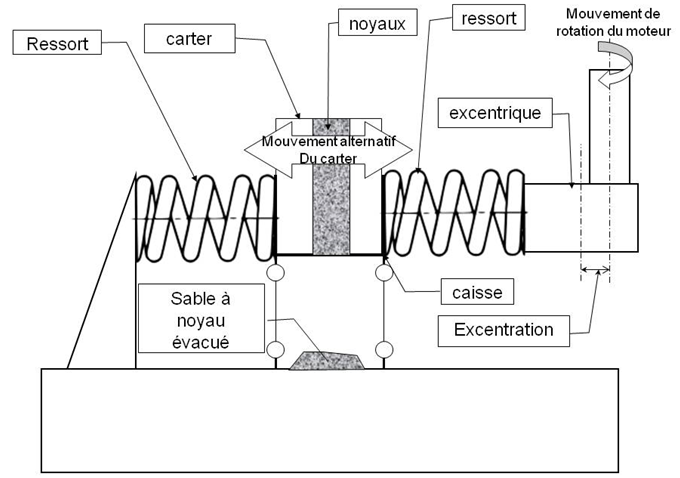 Mouvement de
rotation du moteur
noyaux
ressort
carter
Ressort
excentrique
Mouvement alternatif
Du carter
caisse
Sable à
noyau
évacué
Excentration